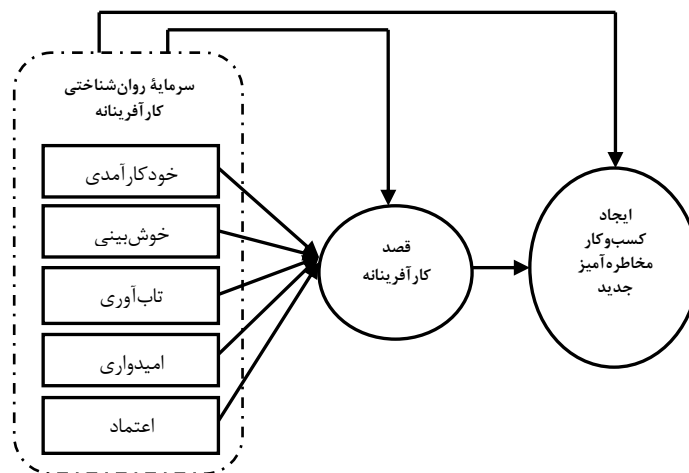 سرمایهٔ روان‌شناختی
کارآفرینانه
خودکارآمدی
خوش‌بینی
تاب‌آوری
امیدواری
اعتماد
قصد
کارآفرینانه
ایجاد
کسب‌وکار
مخاطره‌آمیز
جدید